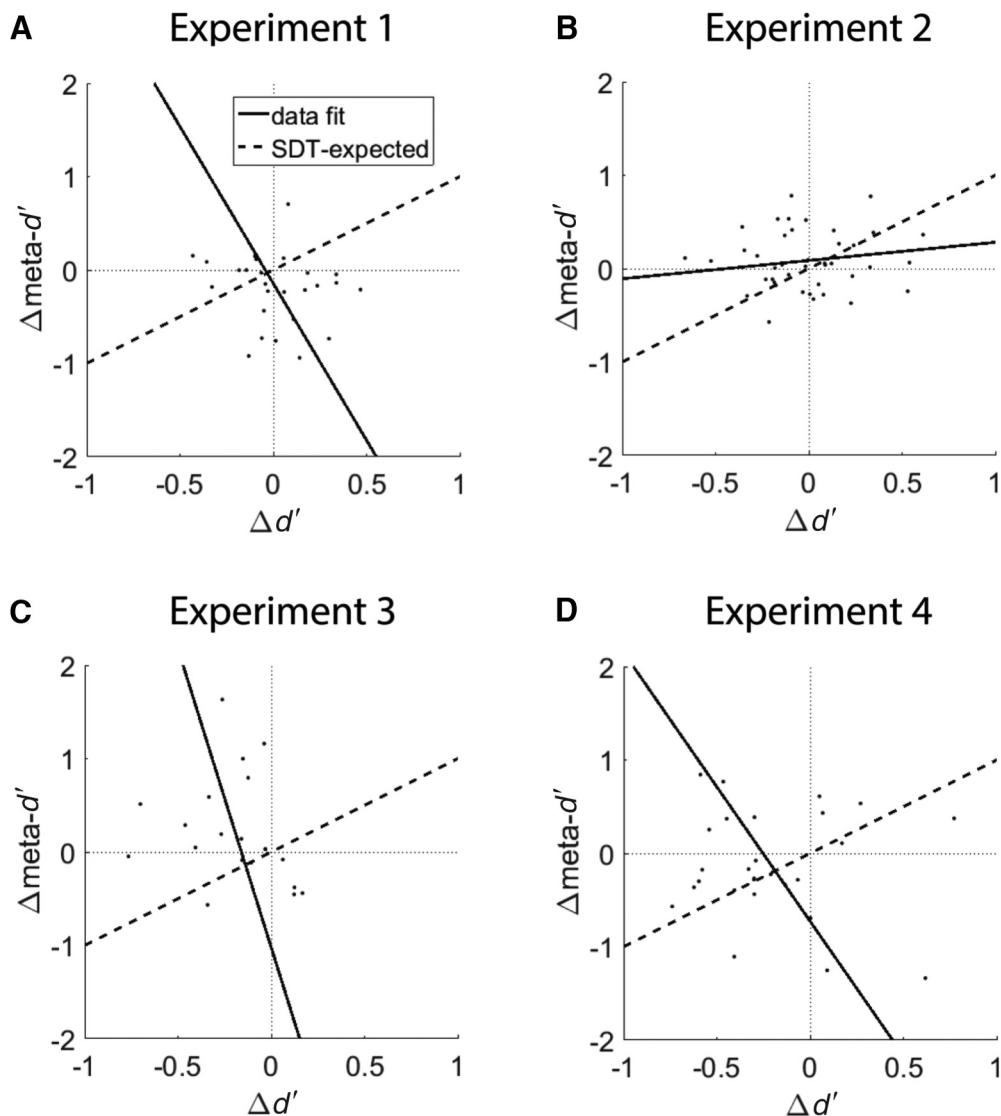 A Experiment 1
2
1
0
-1
-2
Δmeta-d'
data fit
SDT-expected
-1 -0.5 0 0.5 1
Δd'
B Experiment 2
2
1
0
-1
-2
Δmeta-d'
-1 -0.5 0 0.5 1
Δd'
C Experiment 3
2
1
0
-1
-2
Δmeta-d'
-1 -0.5 0 0.5 1
Δd'
D Experiment 4
2
1
0
-1
-2
Δmeta-d'
-1 -0.5 0 0.5 1
Δd'